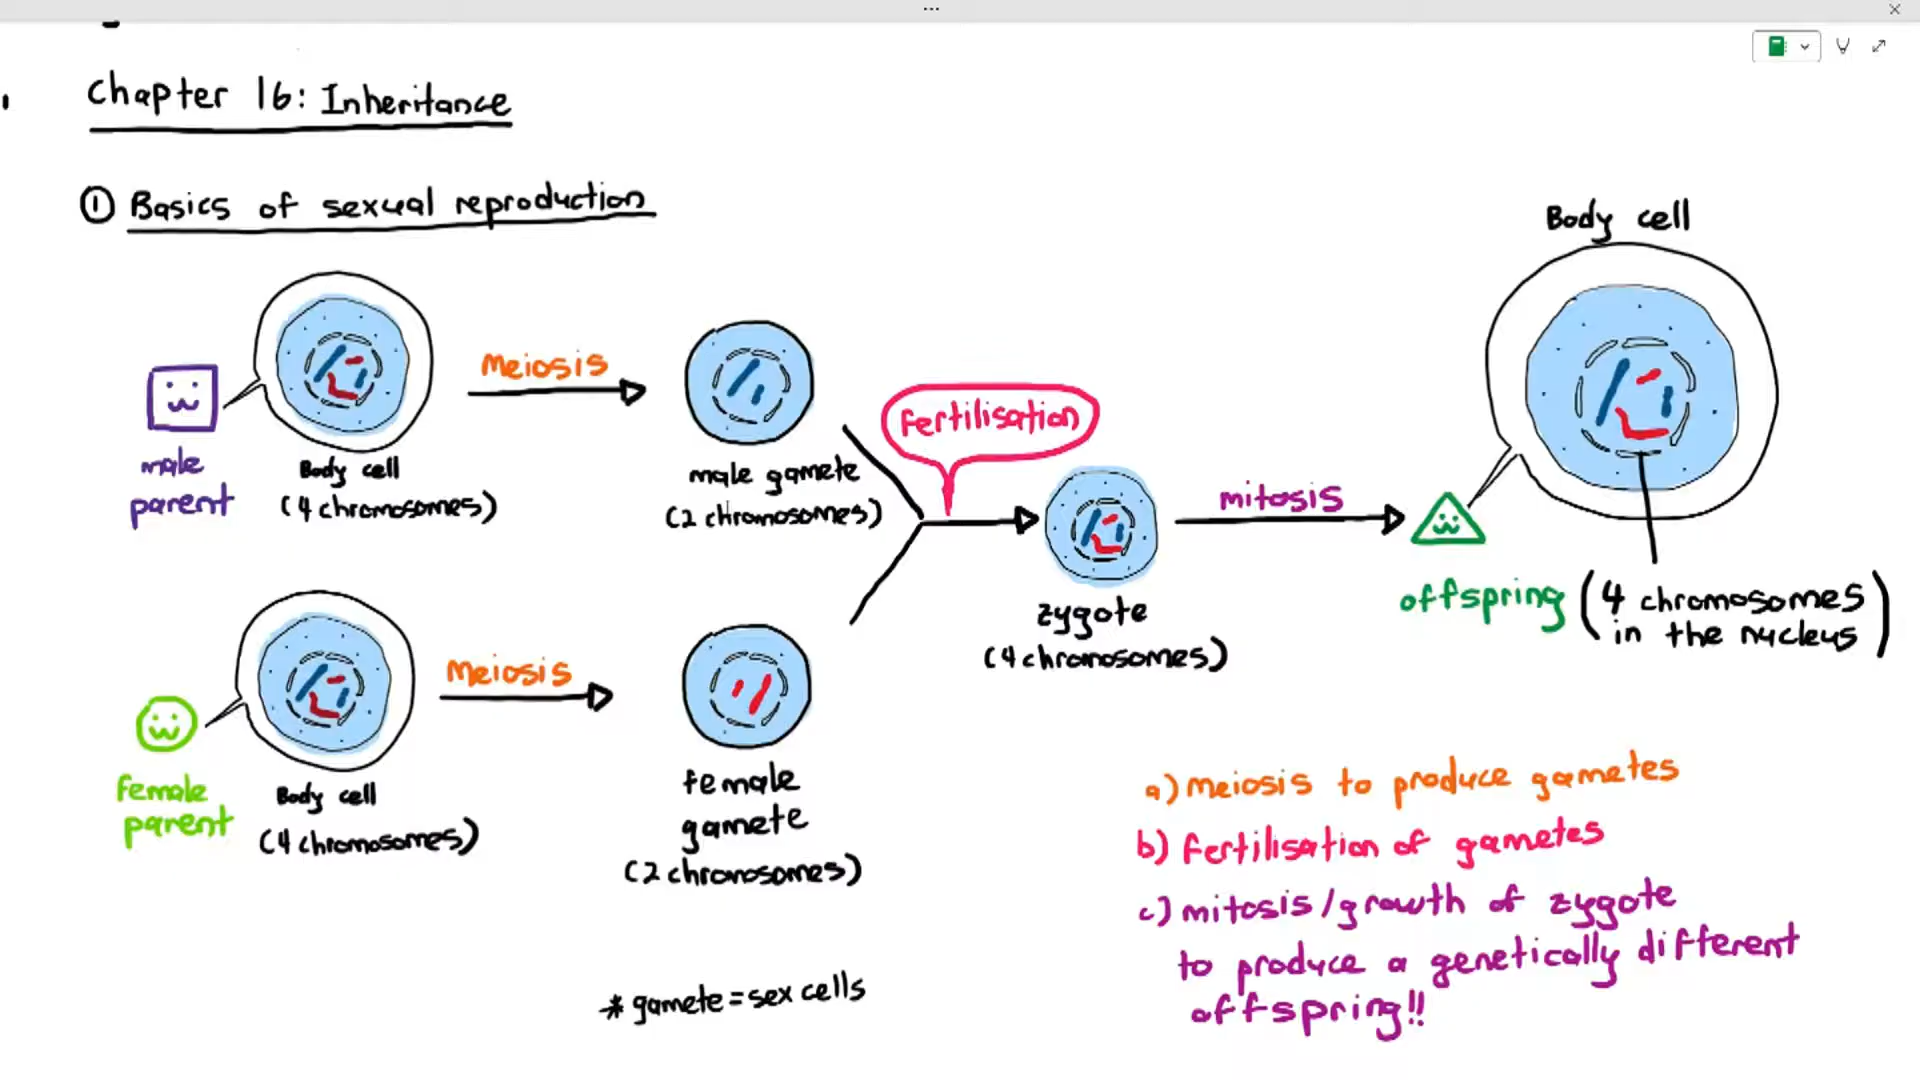 Chapter 16: Inheritance
① Basics of sexual reproduction
Body cell
Meiosis
fertilisation
male parent
Body cell
(4 chromosomes)
male gamete
(2 chromosomes)
mitosis
zygote
(4 chromosomes)
offspring
(4 chromosomes
in the nucleus)
Meiosis
female
parent
Body cell
(4 chromosomes)
female
gamete
(2 chromosomes)
a) meiosis to produce gametes
b) fertilisation of gametes
c) mitosis/growth of zygote
to produce a genetically different
offspring!!
* gamete = sex cells